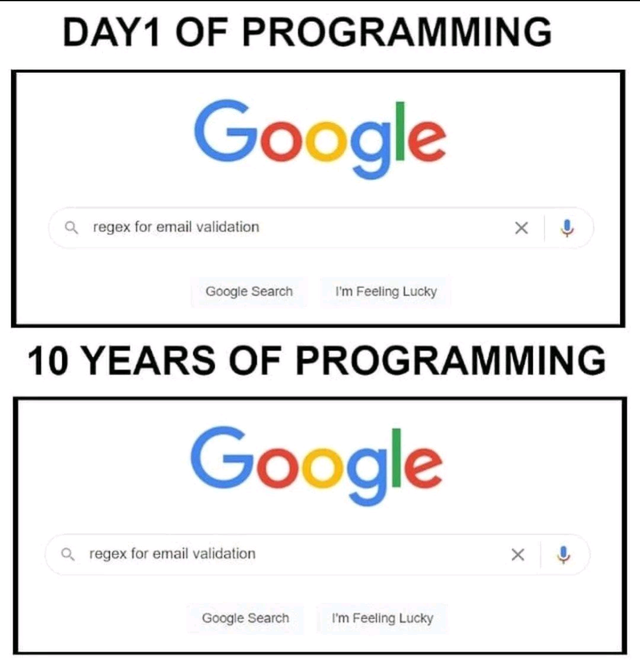 DAY1 OF PROGRAMMING
Google
regex for email validation
Google Search I'm Feeling Lucky
10 YEARS OF PROGRAMMING
Google
regex for email validation
Google Search I'm Feeling Lucky